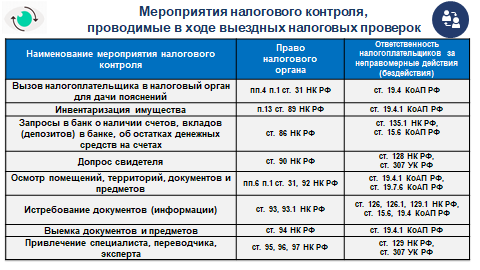 Мероприятия налогового контроля,
проводимые в ходе выездных налоговых проверок
Наименование мероприятия налогового
контроля
Право
налогового
органа
Ответственность
налогоплательщиков за
неправомерные действия
(бездействия)
Вызов налогоплательщика в налоговый орган
для дачи пояснений
пп.4 п.1 ст. 31 НК РФ
ст. 19.4 КоАП РФ
Инвентаризация имущества
п.13 ст. 89 НК РФ
ст. 19.4.1 КоАП РФ
Запросы в банк о наличии счетов, вкладов
(депозитов) в банке, об остатках денежных
средств на счетах
ст. 86 НК РФ
ст. 135.1 НК РФ,
ст. 15.6 КоАП РФ
Допрос свидетеля
ст. 90 НК РФ
ст. 128 НК РФ,
ст. 307 УК РФ
Осмотр помещений, территорий, документов и
предметов
пп.6 п.1 ст. 31, 92 НК РФ
ст. 19.4.1 КоАП РФ,
ст. 19.7.6 КоАП РФ
Истребование документов (информации)
ст. 93, 93.1 НК РФ
ст. 126, 126.1, 129.1 НК РФ,
ст. 15.6, 19.4 КоАП РФ
Выемка документов и предметов
ст. 94 НК РФ
ст. 19.4.1 КоАП РФ
Привлечение специалиста, переводчика,
эксперта
ст. 95, 96, 97 НК РФ
ст. 129 НК РФ,
ст. 307 УК РФ